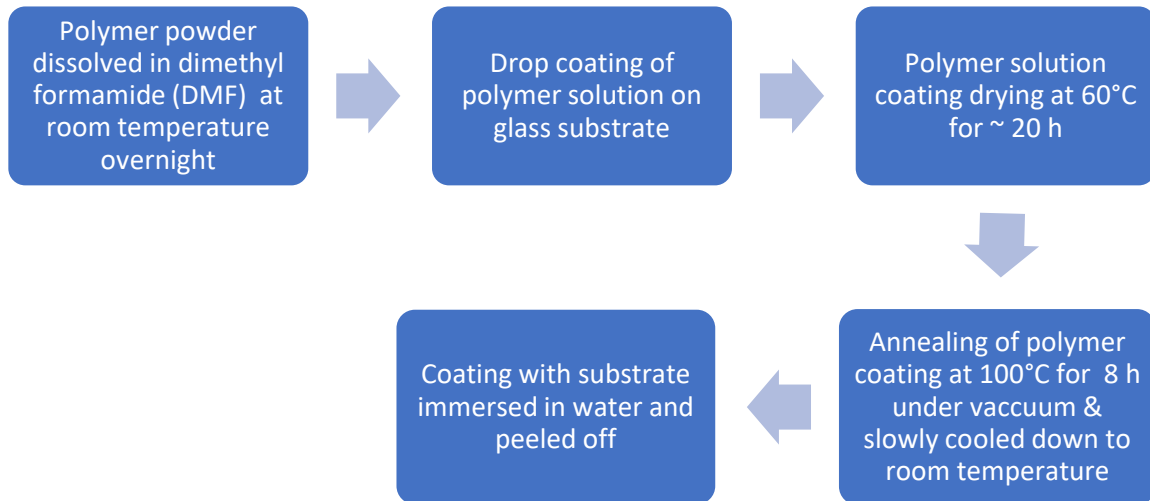 Polymer powder
dissolved in dimethyl
formamide (DMF) at
room temperature
overnight
Drop coating of
polymer solution on
glass substrate
Polymer solution
coating drying at 60°C
for ~ 20 h
Annealing of polymer
coating at 100°C for 8 h
under vaccuum &
slowly cooled down to
room temperature
Coating with substrate
immersed in water and
peeled off